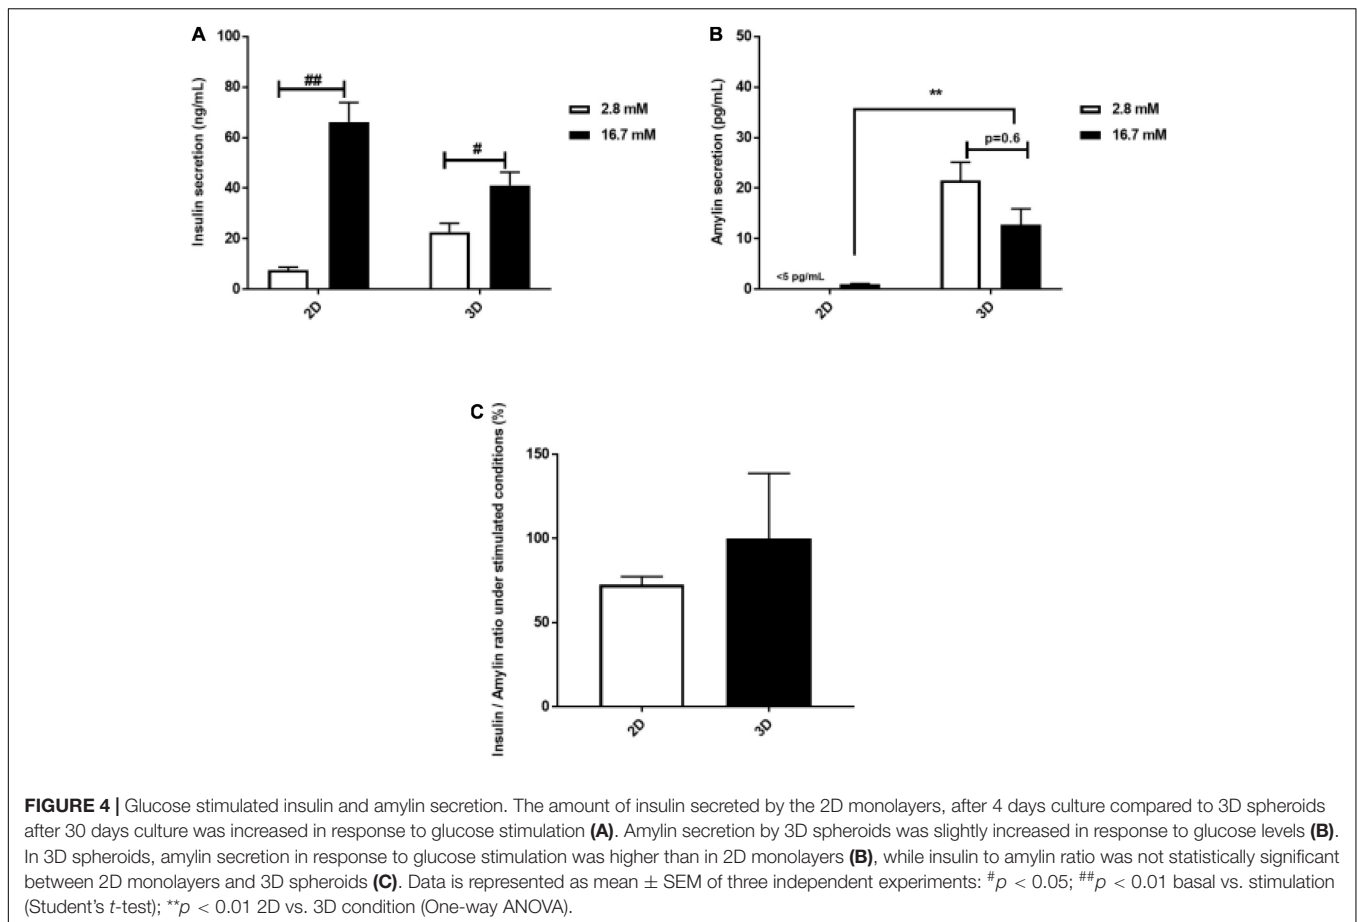 A
100
80
60
40
20
0
Insulin secretion (ng/mL)
##
#
2D
3D
2.8 mM
16.7 mM
B
50
40
30
20
10
0
Amylin secretion (pg/mL)
**
p=0.6
<5 pg/mL
2D
3D
2.8 mM
16.7 mM
C
Insulin / Amylin ratio under stimulated conditions (%)
150
100
50
0
2D
3D
FIGURE 4 | Glucose stimulated insulin and amylin secretion. The amount of insulin secreted by the 2D monolayers, after 4 days culture compared to 3D spheroids
after 30 days culture was increased in response to glucose stimulation (A). Amylin secretion by 3D spheroids was slightly increased in response to glucose levels (B).
In 3D spheroids, amylin secretion in response to glucose stimulation was higher than in 2D monolayers (B), while insulin to amylin ratio was not statistically significant
between 2D monolayers and 3D spheroids (C). Data is represented as mean ± SEM of three independent experiments: #p < 0.05; ##p < 0.01 basal vs. stimulation
(Student's t-test); **p < 0.01 2D vs. 3D condition (One-way ANOVA).